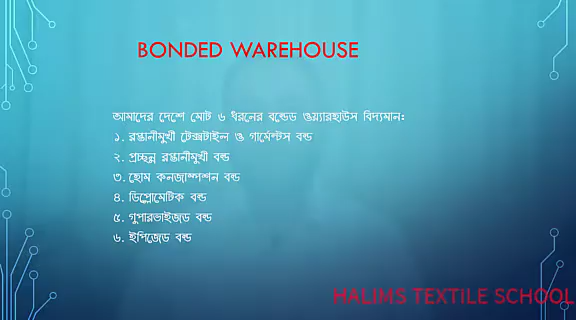 BONDED WAREHOUSE
আমাদের দেশে মোট ৬ ধরনের বন্ডেড ওয়্যারহাউস বিদ্যমানঃ
১. রপ্তানীমুখী টেক্সটাইল ও গার্মেন্টস বন্ড
২. প্রচ্ছন্ন রপ্তানীমুখী বন্ড
৩. হোম কনজাম্পশন বন্ড
৪. ডিপ্লোমেটিক বন্ড
৫. সুপারভাইজড বন্ড
৬. ইপিজেড বন্ড
HALIMS TEXTILE SCHOOL